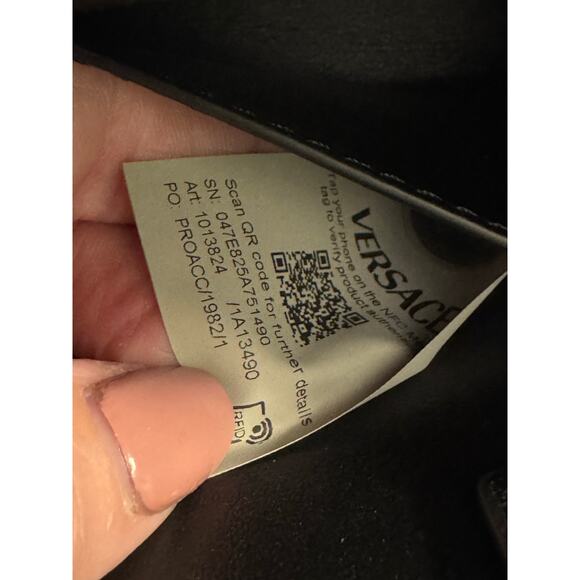 VERSACE
Tap your phone on the NFC
tag to verify product
Scan QR code for further details
SN: 047E825A751490
Art: 1013824 /1A13490
PO: PROACC/1982/1
RFID